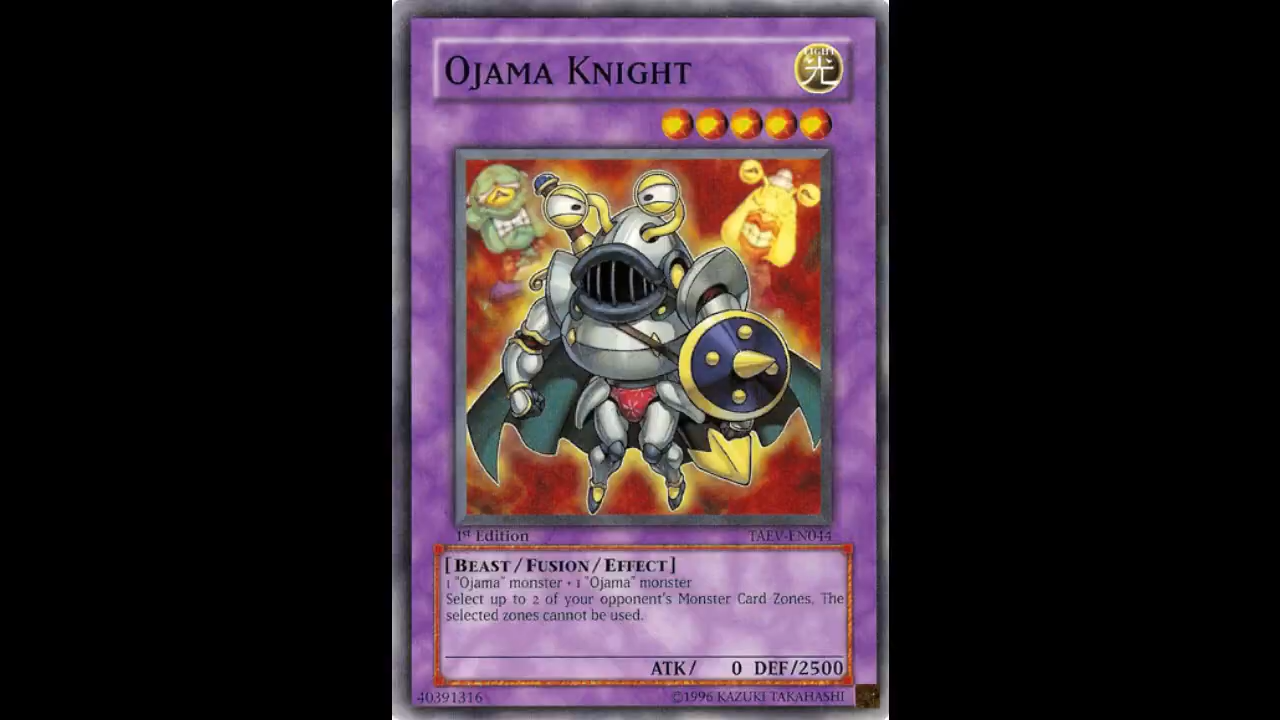 Ojama Knight
LIGHT
光
1st Edition
TAEV-EN044
[Beast/Fusion/Effect]
1 "Ojama" monster + 1 "Ojama" monster
Select up to 2 of your opponent's Monster Card Zones. The
selected zones cannot be used.
ATK/ 0 DEF/2500
40391316
©1996 KAZUKI TAKAHASHI